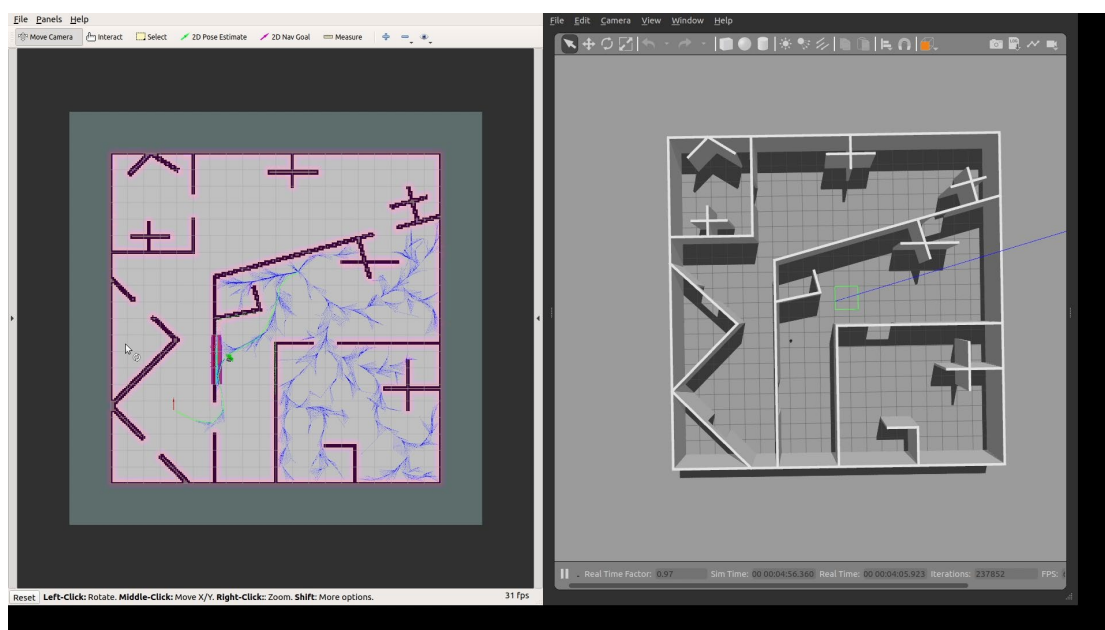 File Panels Help
Move Camera Interact Select 2D Pose Estimate 2D Nav Goal Measure
Reset Left-Click: Rotate. Middle-Click: Move X/Y. Right-Click:: Zoom. Shift: More options. 31 fps
File Edit Camera View Window Help
Real Time Factor: 0.97 Sim Time: 00 00:04:56.360 Real Time: 00 00:04:05.923 Iterations: 237852 FPS: